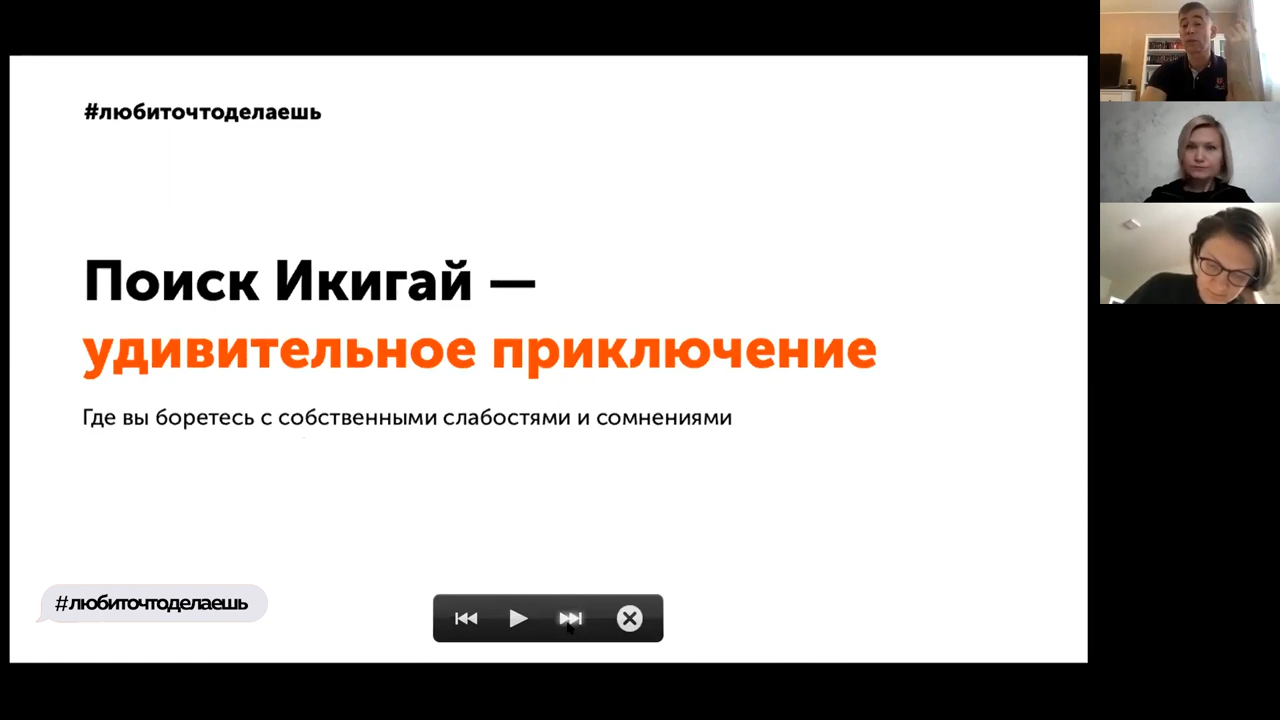 #любиточтоделаешь
Поиск Икигай —
удивительное приключение
Где вы боретесь с собственными слабостями и сомнениями
#любиточтоделаешь